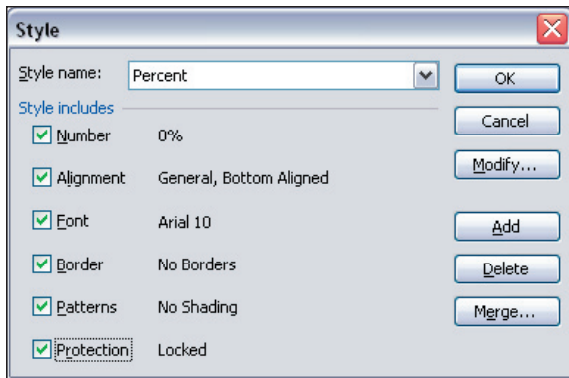 Style
Style name: Percent OK
Style includes Cancel
Number 0%
Modify...
Alignment General, Bottom Aligned
Font Arial 10 Add
Border No Borders Delete
Patterns No Shading Merge...
Protection Locked